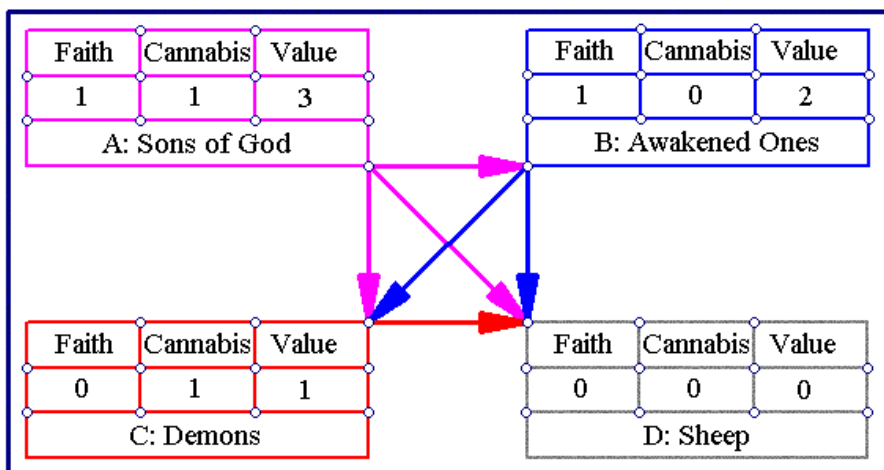 Faith Cannabis Value
1 1 3
A: Sons of God
Faith Cannabis Value
1 0 2
B: Awakened Ones
Faith Cannabis Value
0 1 1
C: Demons
Faith Cannabis Value
0 0 0
D: Sheep